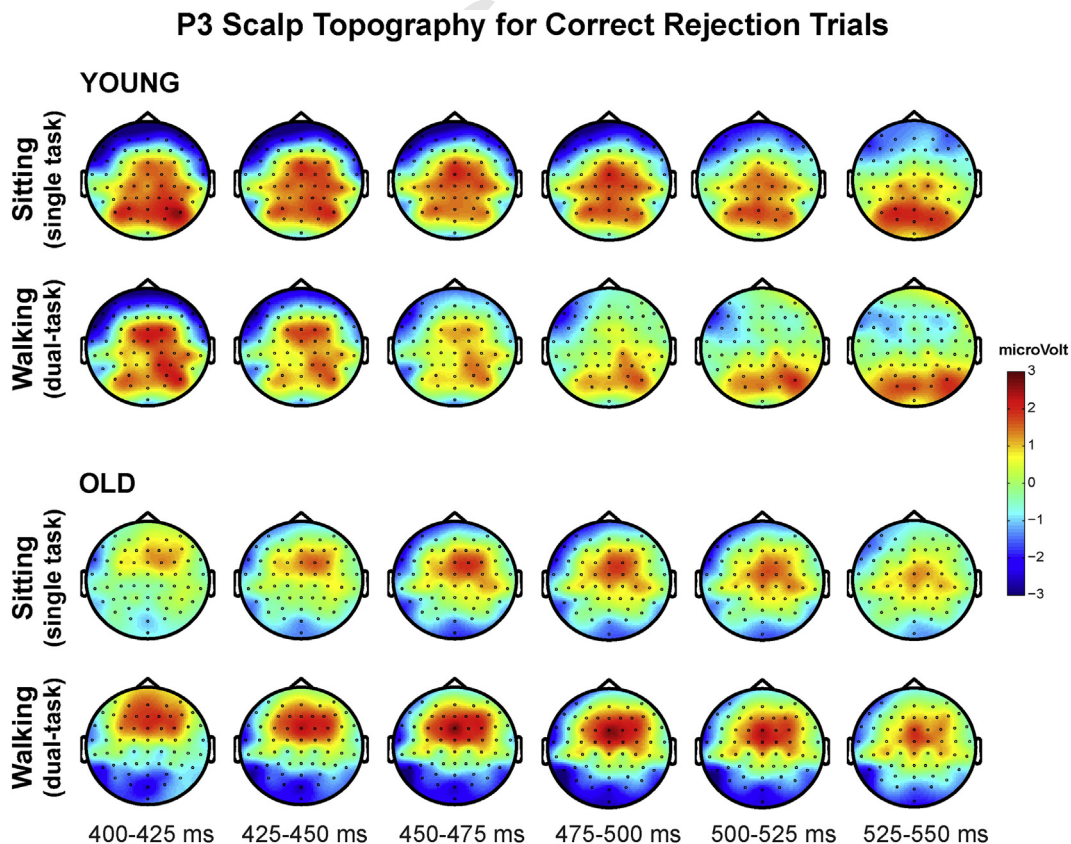 P3 Scalp Topography for Correct Rejection Trials
YOUNG
Sitting
(single task)
Walking
(dual-task)
microVolt
3
2
1
0
−1
−2
−3
OLD
Sitting
(single task)
Walking
(dual-task)
400-425 ms 425-450 ms 450-475 ms 475-500 ms 500-525 ms 525-550 ms